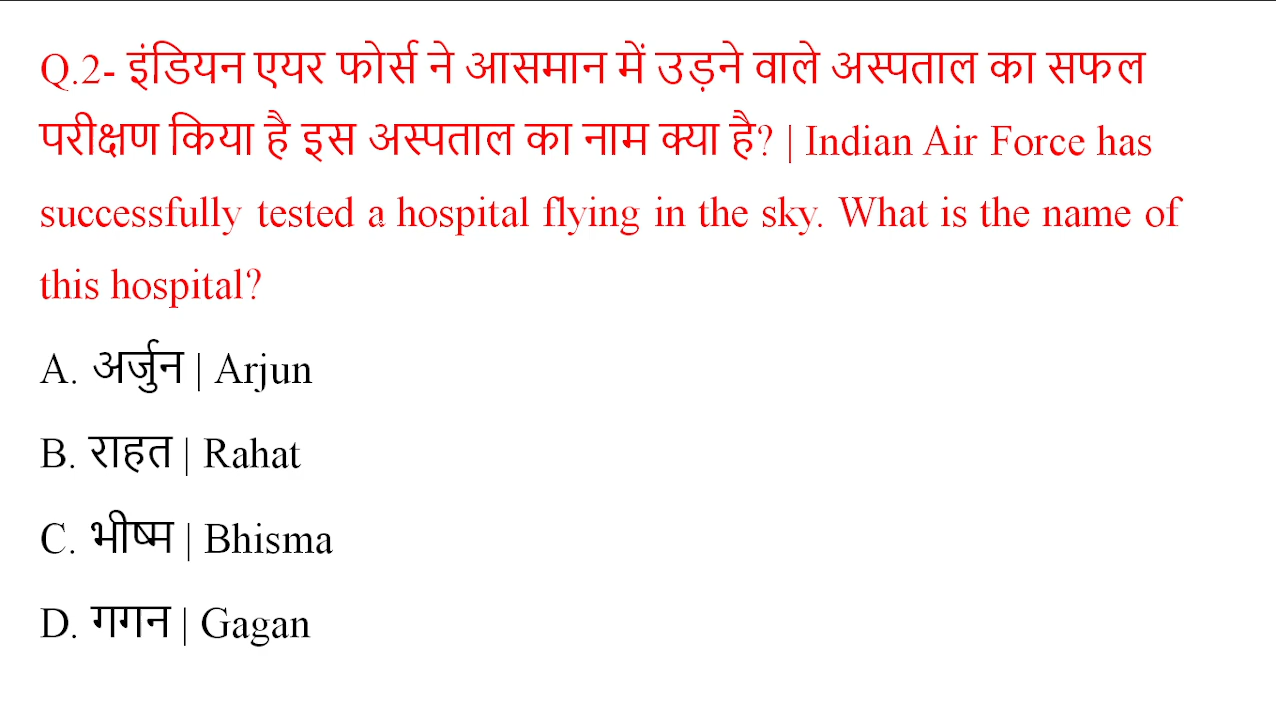 Q.2- इंडियन एयर फोर्स ने आसमान में उड़ने वाले अस्पताल का सफल
परीक्षण किया है इस अस्पताल का नाम क्या है? | Indian Air Force has
successfully tested a hospital flying in the sky. What is the name of
this hospital?
A. अर्जुन | Arjun
B. राहत | Rahat
C. भीष्म | Bhisma
D. गगन | Gagan